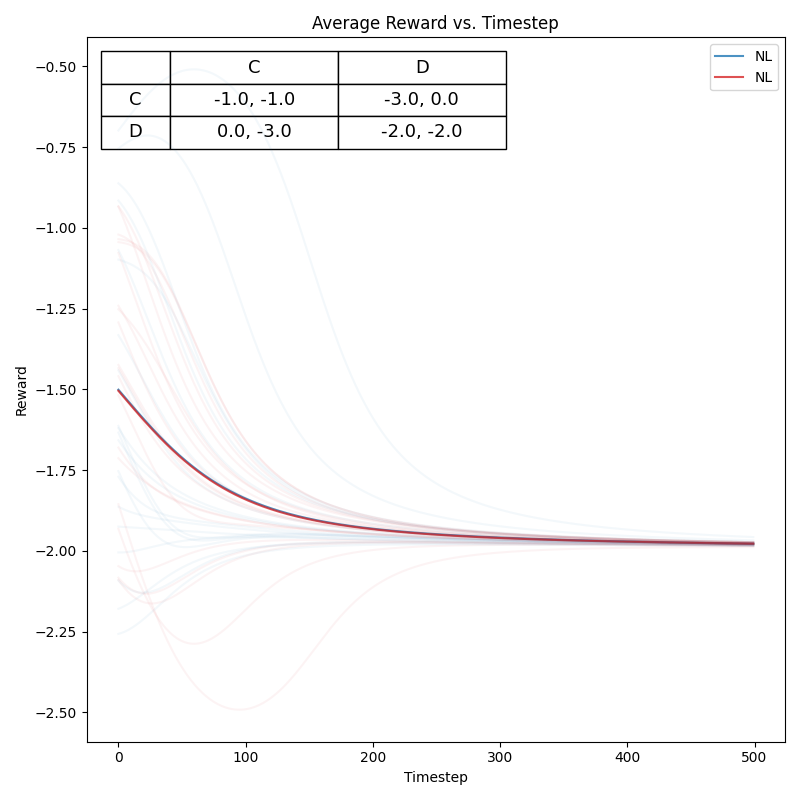 Average Reward vs. Timestep
C D
C -1.0, -1.0 -3.0, 0.0
D 0.0, -3.0 -2.0, -2.0
NL
NL
−0.50
−0.75
−1.00
−1.25
−1.50
−1.75
−2.00
−2.25
−2.50
Reward
0 100 200 300 400 500
Timestep